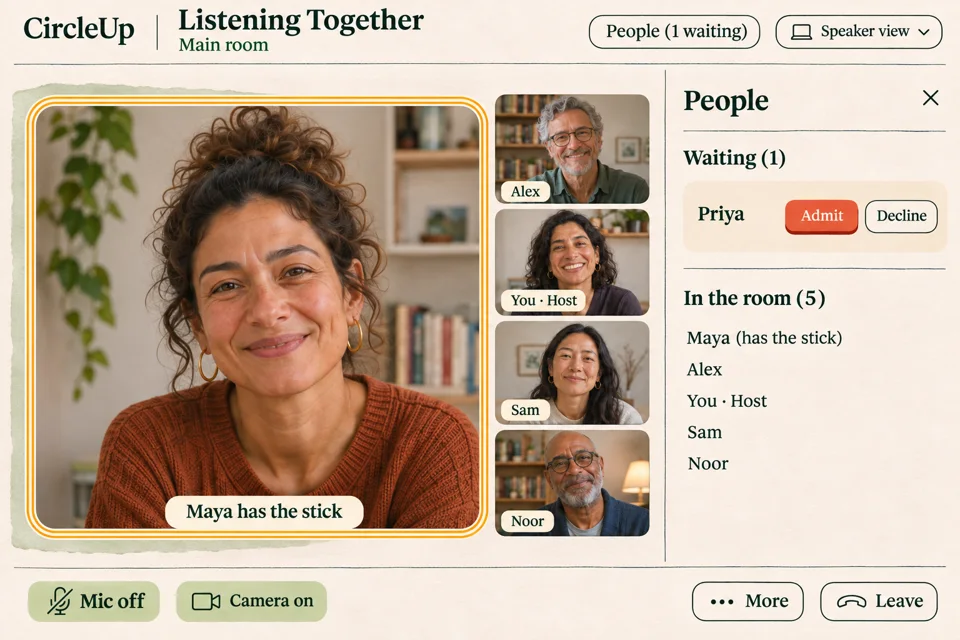 CircleUp
Listening Together
Main room
People (1 waiting)
Speaker view
Maya has the stick
Alex
You · Host
Sam
Noor
People
Waiting (1)
Priya
Admit
Decline
In the room (5)
Maya (has the stick)
Alex
You · Host
Sam
Noor
Mic off
Camera on
More
Leave